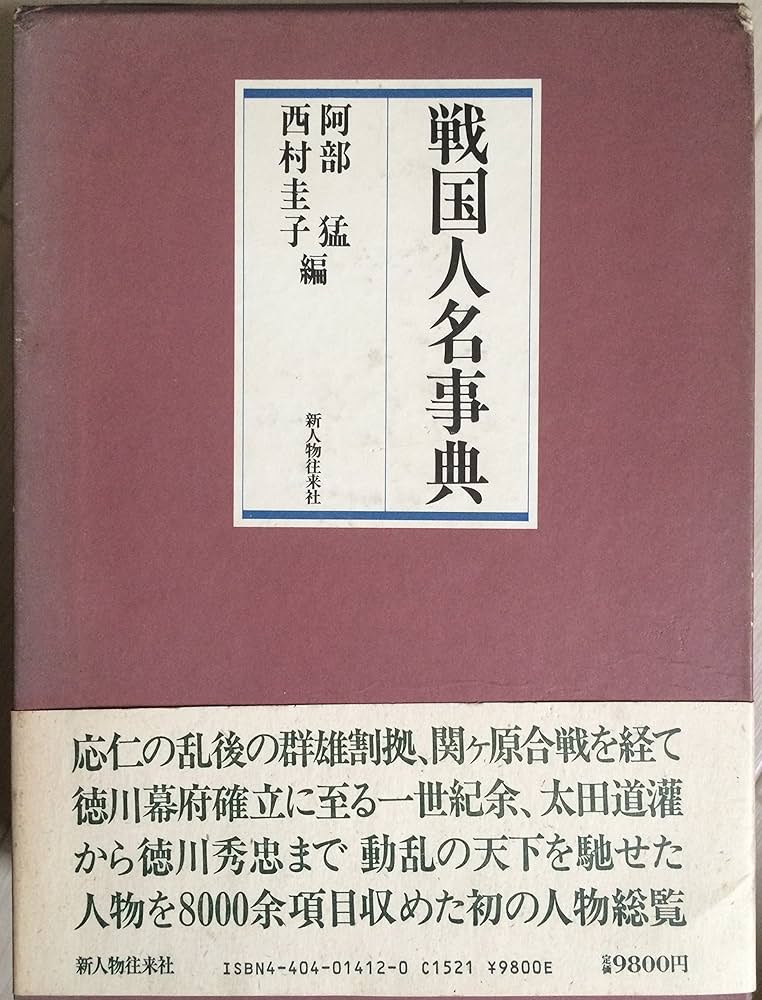 戦国人名事典
阿部 猛
西村圭子
編
新人物往来社
応仁の乱後の群雄割拠、関ヶ原合戦を経て
徳川幕府確立に至る一世紀余、太田道灌
から徳川秀忠まで 動乱の天下を馳せた
人物を8000余項目収めた初の人物総覧
新人物往来社 ISBN4-404-01412-0 C1521 ¥9800E 定価9800円